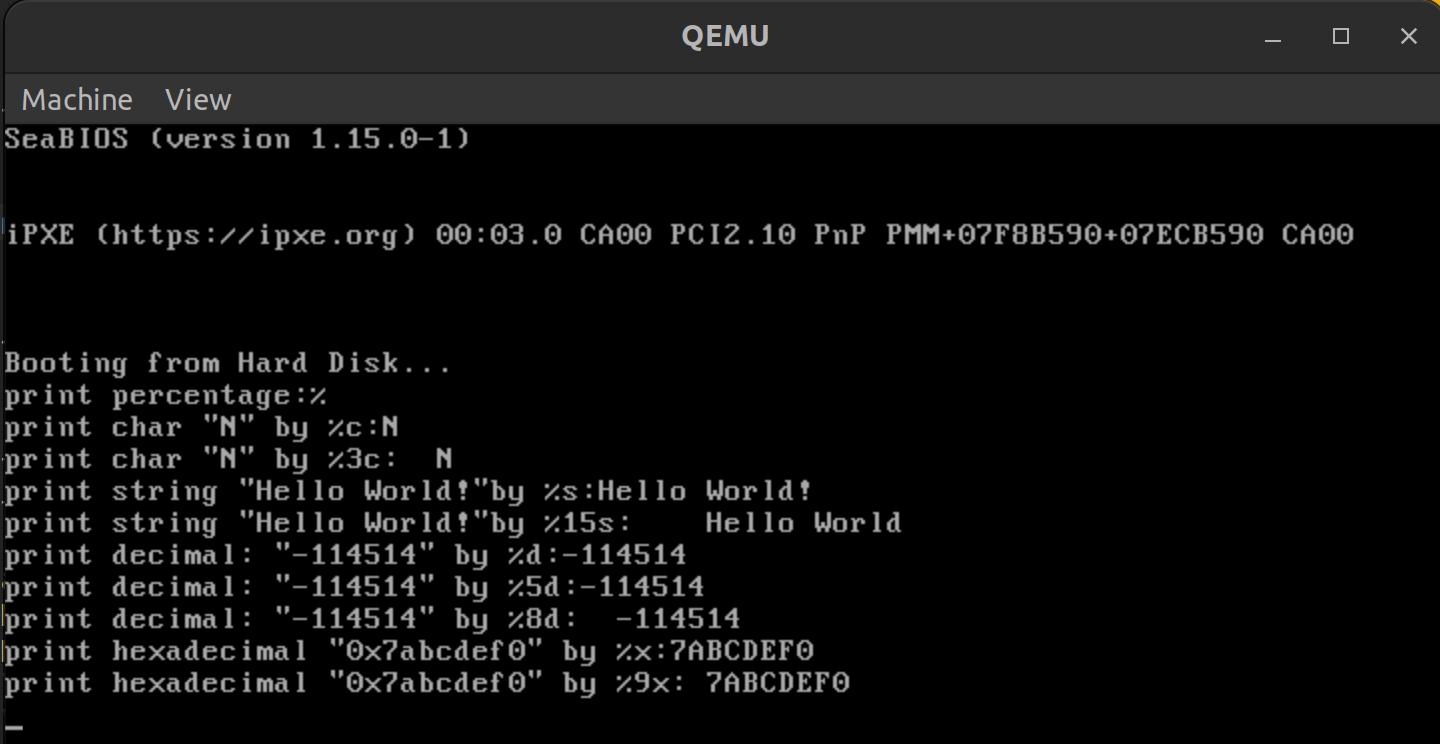 QEMU
Machine View
SeaBIOS (version 1.15.0-1)
iPXE (https://ipxe.org) 00:03.0 CA00 PCI2.10 PnP PMM+07F8B590+07ECB590 CA00
Booting from Hard Disk...
print percentage:%
print char "N" by %c:N
print char "N" by %3c:  N
print string "Hello World!"by %s:Hello World!
print string "Hello World!"by %15s:    Hello World
print decimal: "-114514" by %d:-114514
print decimal: "-114514" by %5d:-114514
print decimal: "-114514" by %8d:  -114514
print hexadecimal "0x7abcdef0" by %x:7ABCDEF0
print hexadecimal "0x7abcdef0" by %9x: 7ABCDEF0